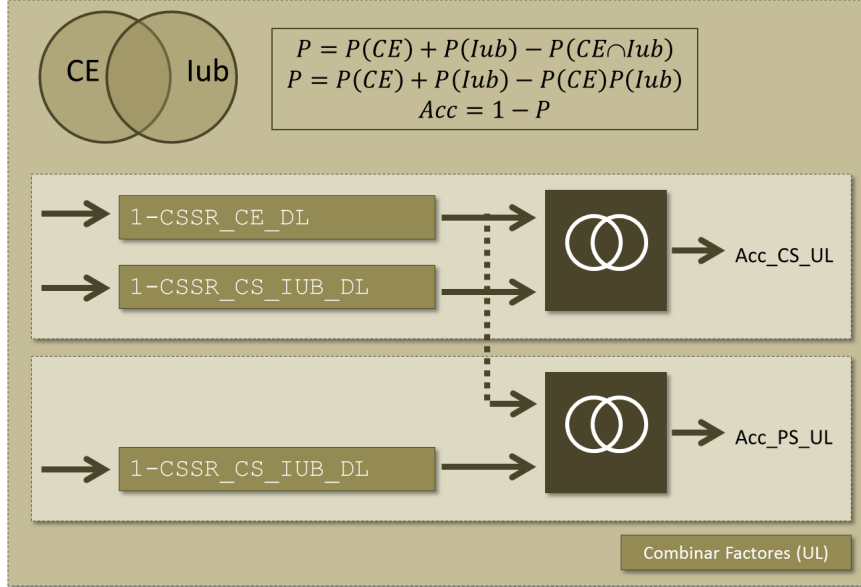 CE Iub
P = P(CE) + P(Iub) − P(CE∩Iub)
P = P(CE) + P(Iub) − P(CE)P(Iub)
Acc = 1 − P
1-CSSR_CE_DL
1-CSSR_CS_IUB_DL
Acc_CS_UL
1-CSSR_CS_IUB_DL
Acc_PS_UL
Combinar Factores (UL)